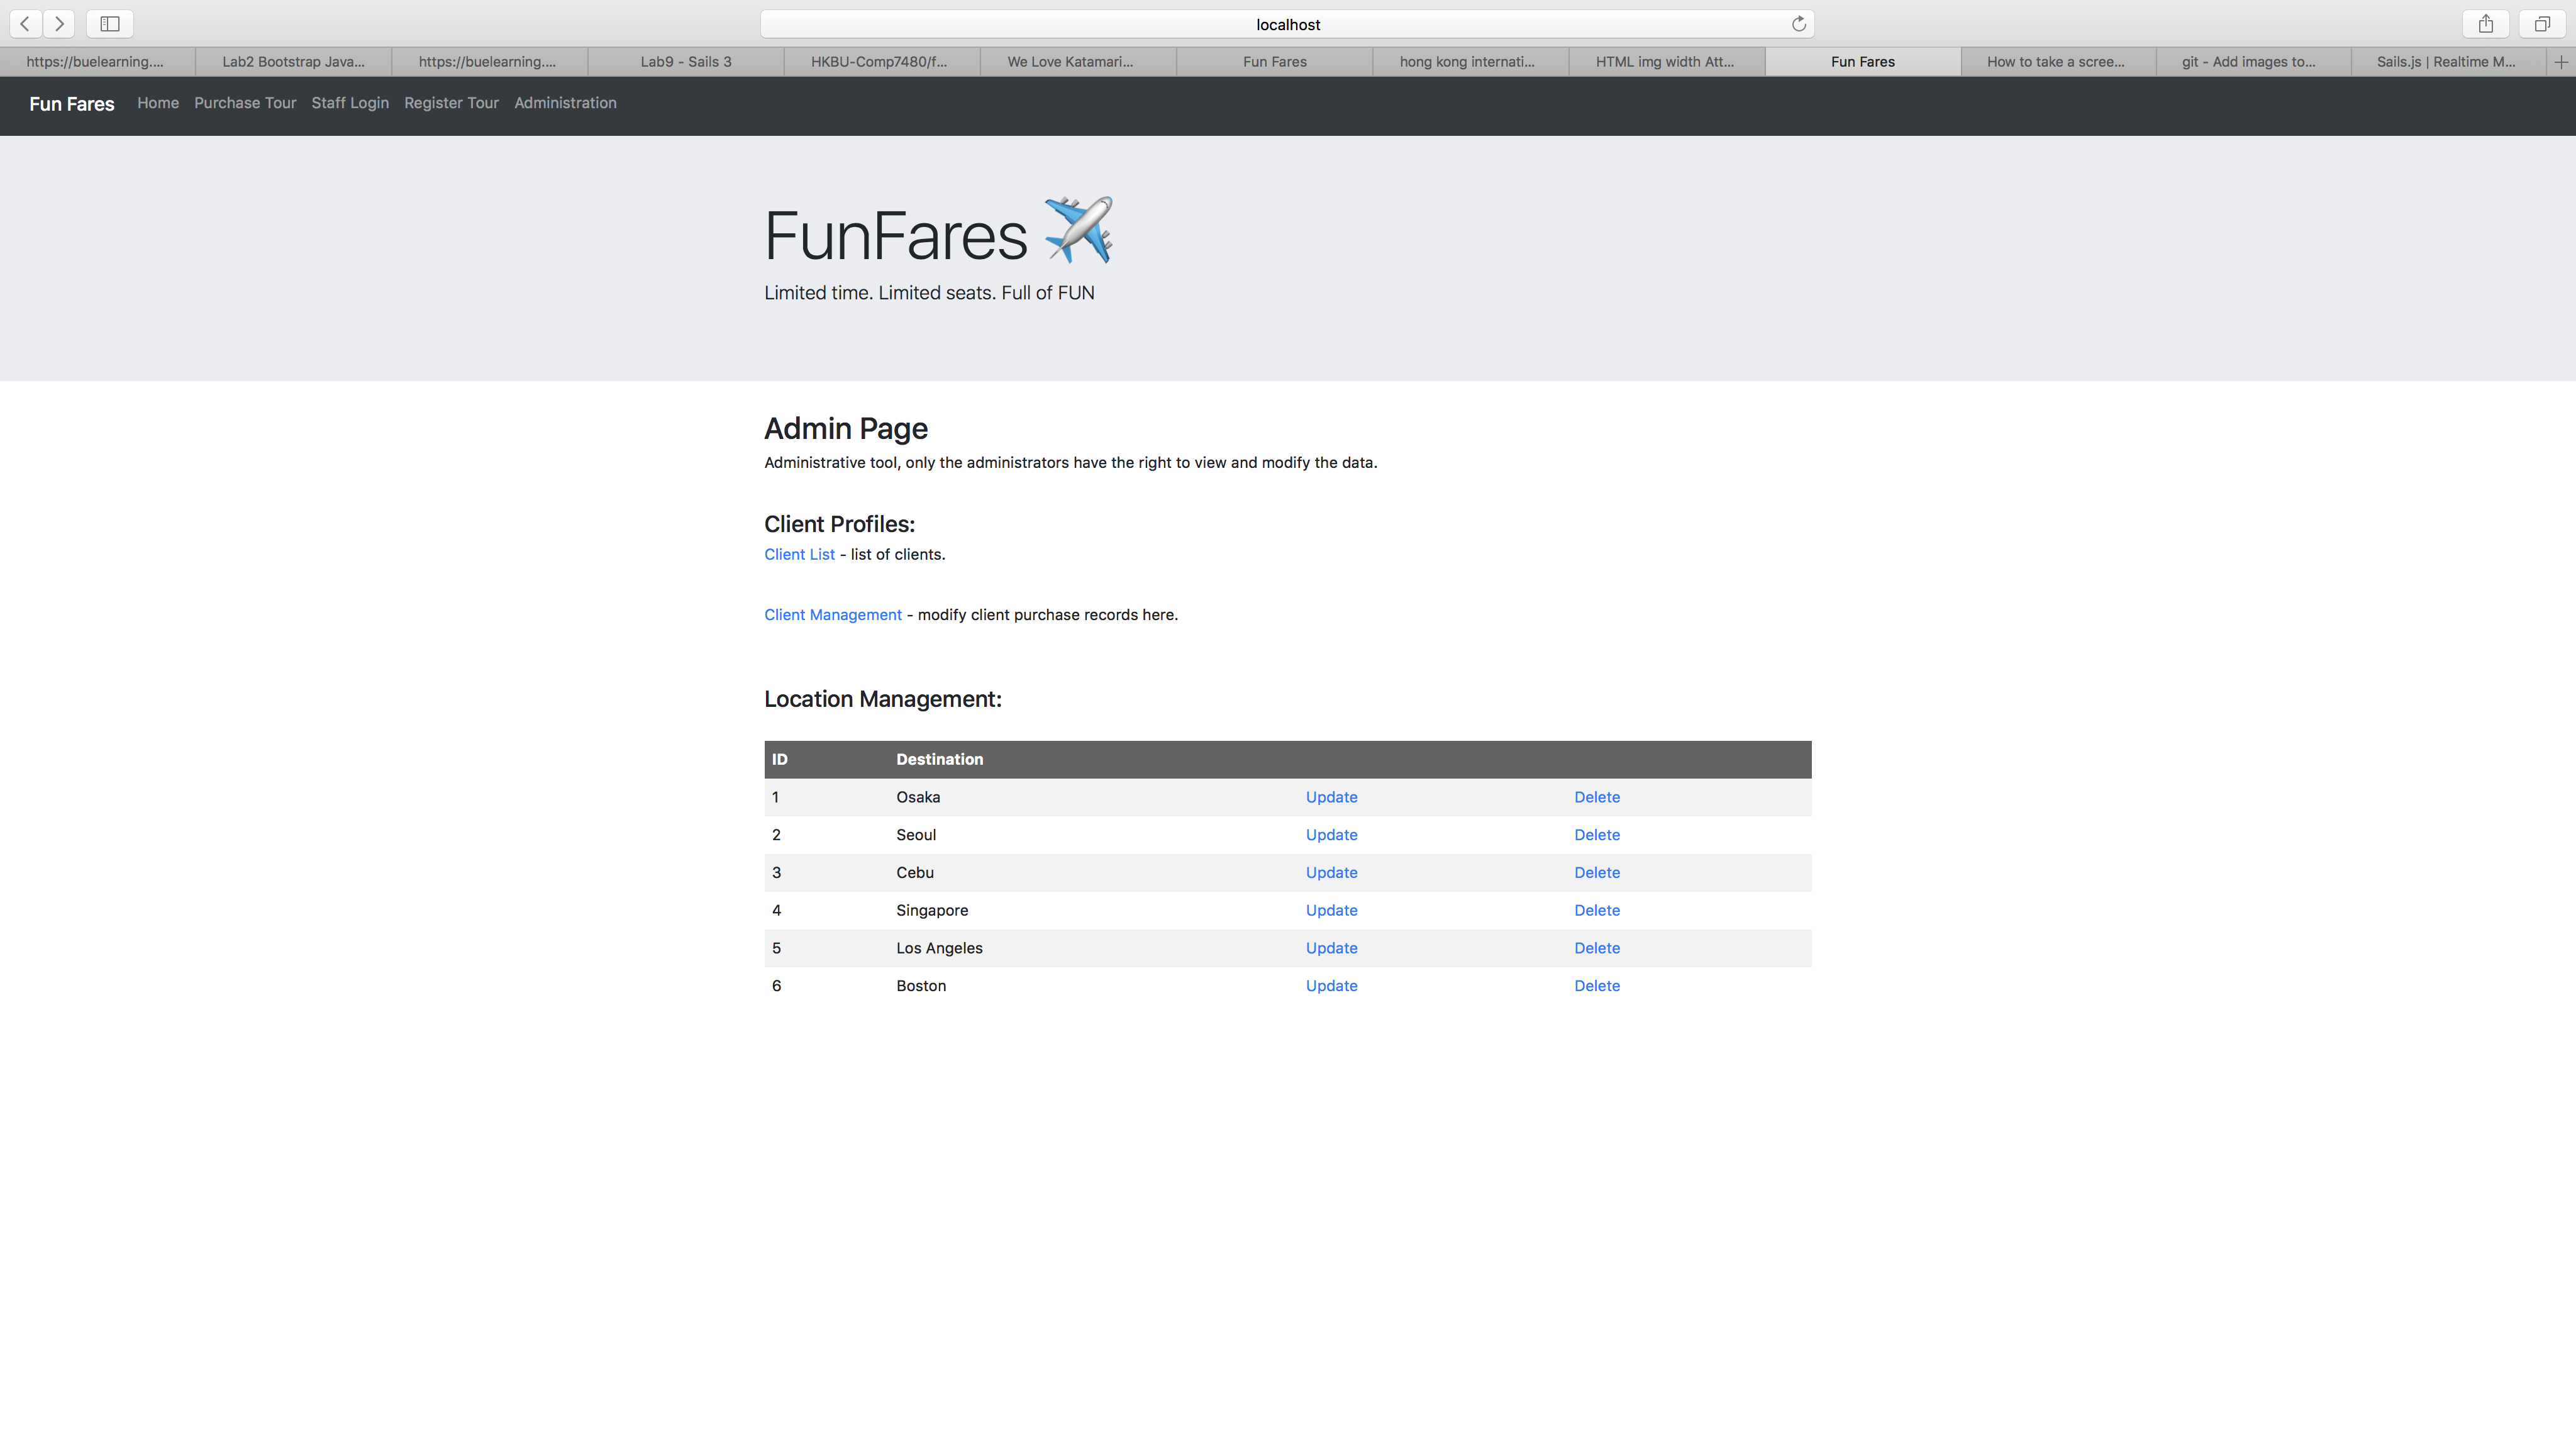 localhost
https://buelearning....
Lab2 Bootstrap Java...
https://buelearning....
Lab9 - Sails 3
HKBU-Comp7480/f...
We Love Katamari...
Fun Fares
hong kong internati...
HTML img width Att...
Fun Fares
How to take a scree...
git - Add images to...
Sails.js | Realtime M...
Fun Fares Home Purchase Tour Staff Login Register Tour Administration
FunFares
Limited time. Limited seats. Full of FUN
Admin Page
Administrative tool, only the administrators have the right to view and modify the data.
Client Profiles:
Client List - list of clients.
Client Management - modify client purchase records here.
Location Management:
ID Destination
1 Osaka Update Delete
2 Seoul Update Delete
3 Cebu Update Delete
4 Singapore Update Delete
5 Los Angeles Update Delete
6 Boston Update Delete